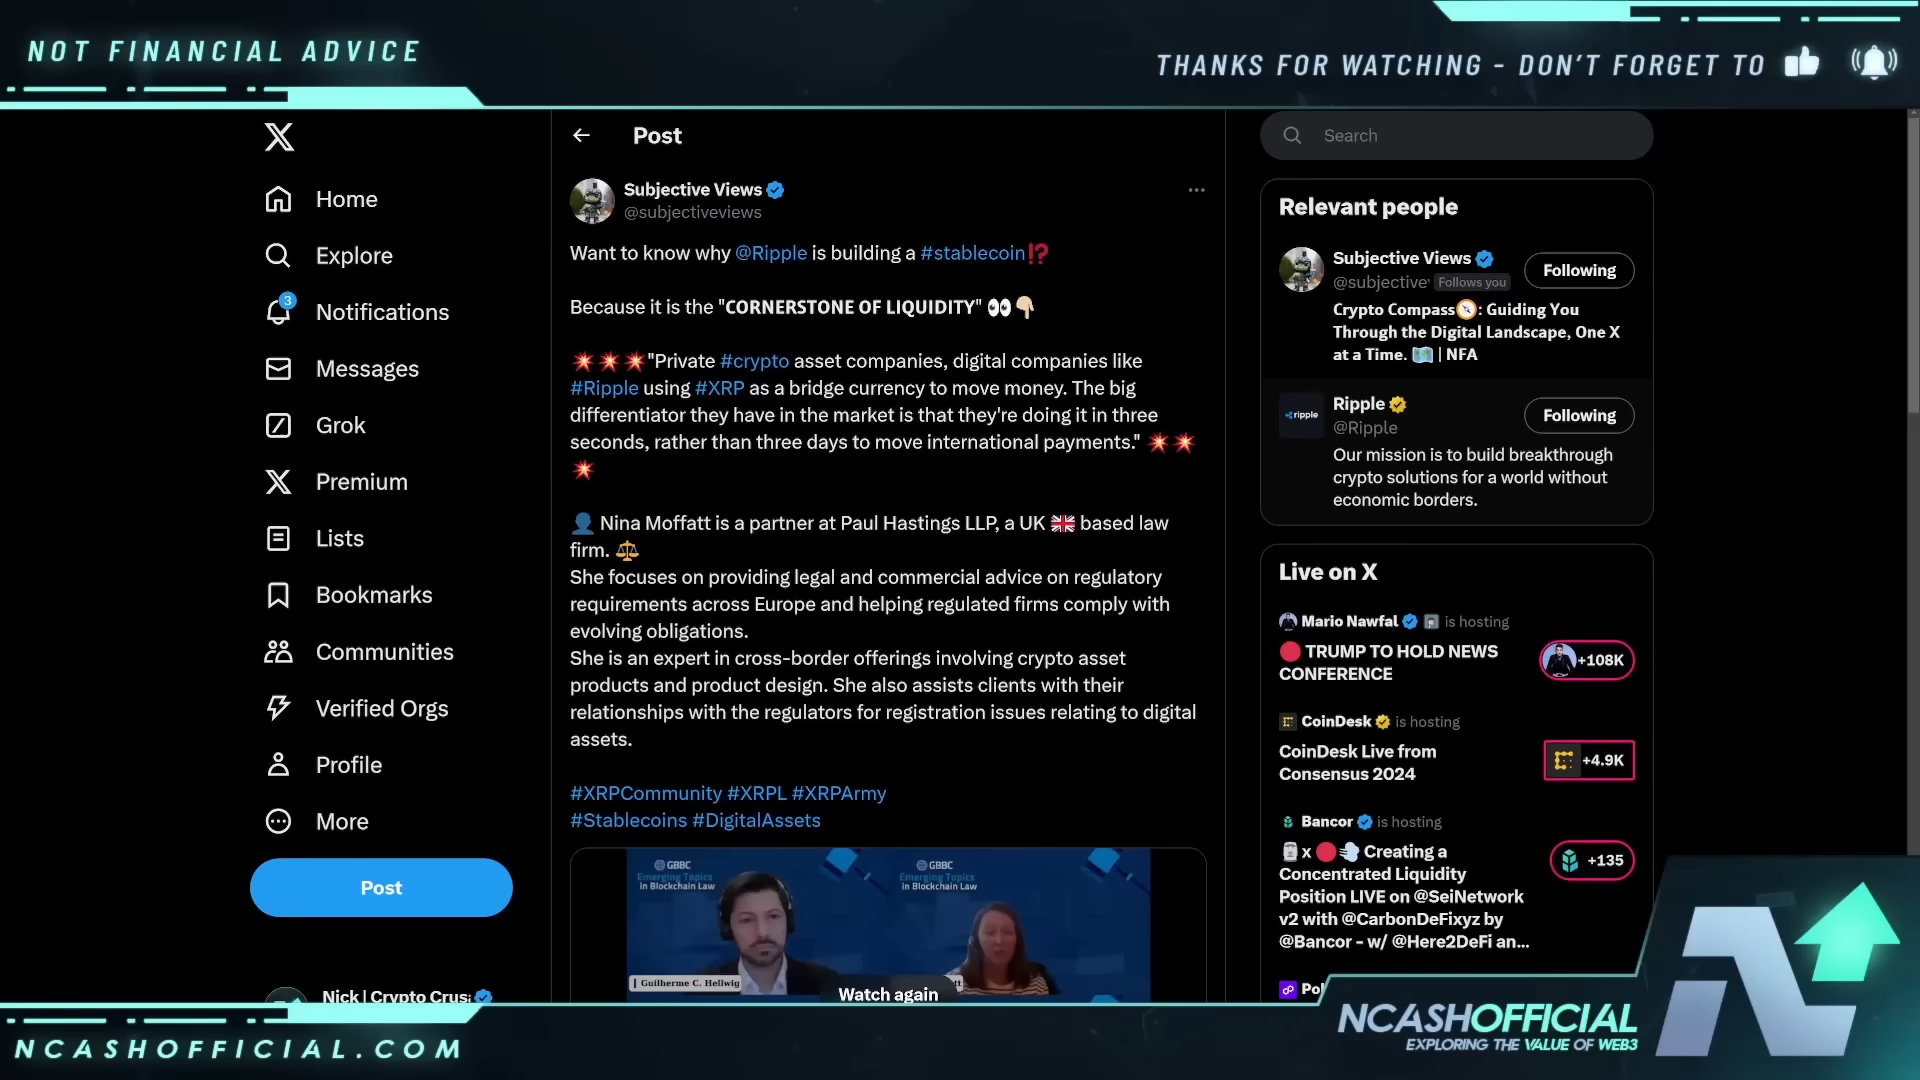 NOT FINANCIAL ADVICE
THANKS FOR WATCHING - DON'T FORGET TO
X
Home
Explore
3
Notifications
Messages
Grok
Premium
Lists
Bookmarks
Communities
Verified Orgs
Profile
More
Post
Nick | Crypto Crus
Post
Subjective Views
@subjectiveviews
Want to know why @Ripple is building a #stablecoin⁉️
Because it is the "CORNERSTONE OF LIQUIDITY" 👀👇🏼
💥💥💥"Private #crypto asset companies, digital companies like
#Ripple using #XRP as a bridge currency to move money. The big
differentiator they have in the market is that they're doing it in three
seconds, rather than three days to move international payments." 💥💥
💥
👤 Nina Moffatt is a partner at Paul Hastings LLP, a UK 🇬🇧 based law
firm. ⚖️
She focuses on providing legal and commercial advice on regulatory
requirements across Europe and helping regulated firms comply with
evolving obligations.
She is an expert in cross-border offerings involving crypto asset
products and product design. She also assists clients with their
relationships with the regulators for registration issues relating to digital
assets.
#XRPCommunity #XRPL #XRPArmy
#Stablecoins #DigitalAssets
GBBC
Emerging Topics
in Blockchain Law
GBBC
Emerging Topics
in Blockchain Law
Guilherme C. Hellwig
Watch again
Search
Relevant people
Subjective Views
@subjective
Follows you
Following
Crypto Compass🧭: Guiding You
Through the Digital Landscape, One X
at a Time. 🗺️ | NFA
ripple
Ripple
@Ripple
Following
Our mission is to build breakthrough
crypto solutions for a world without
economic borders.
Live on X
Mario Nawfal is hosting
🔴 TRUMP TO HOLD NEWS
CONFERENCE
+108K
CoinDesk is hosting
CoinDesk Live from
Consensus 2024
+4.9K
Bancor is hosting
🗿x 🔴💨 Creating a
Concentrated Liquidity
Position LIVE on @SeiNetwork
v2 with @CarbonDeFixyz by
@Bancor - w/ @Here2DeFi an...
+135
Pol
NCASHOFFICIAL.COM
NCASHOFFICIAL
EXPLORING THE VALUE OF WEB3